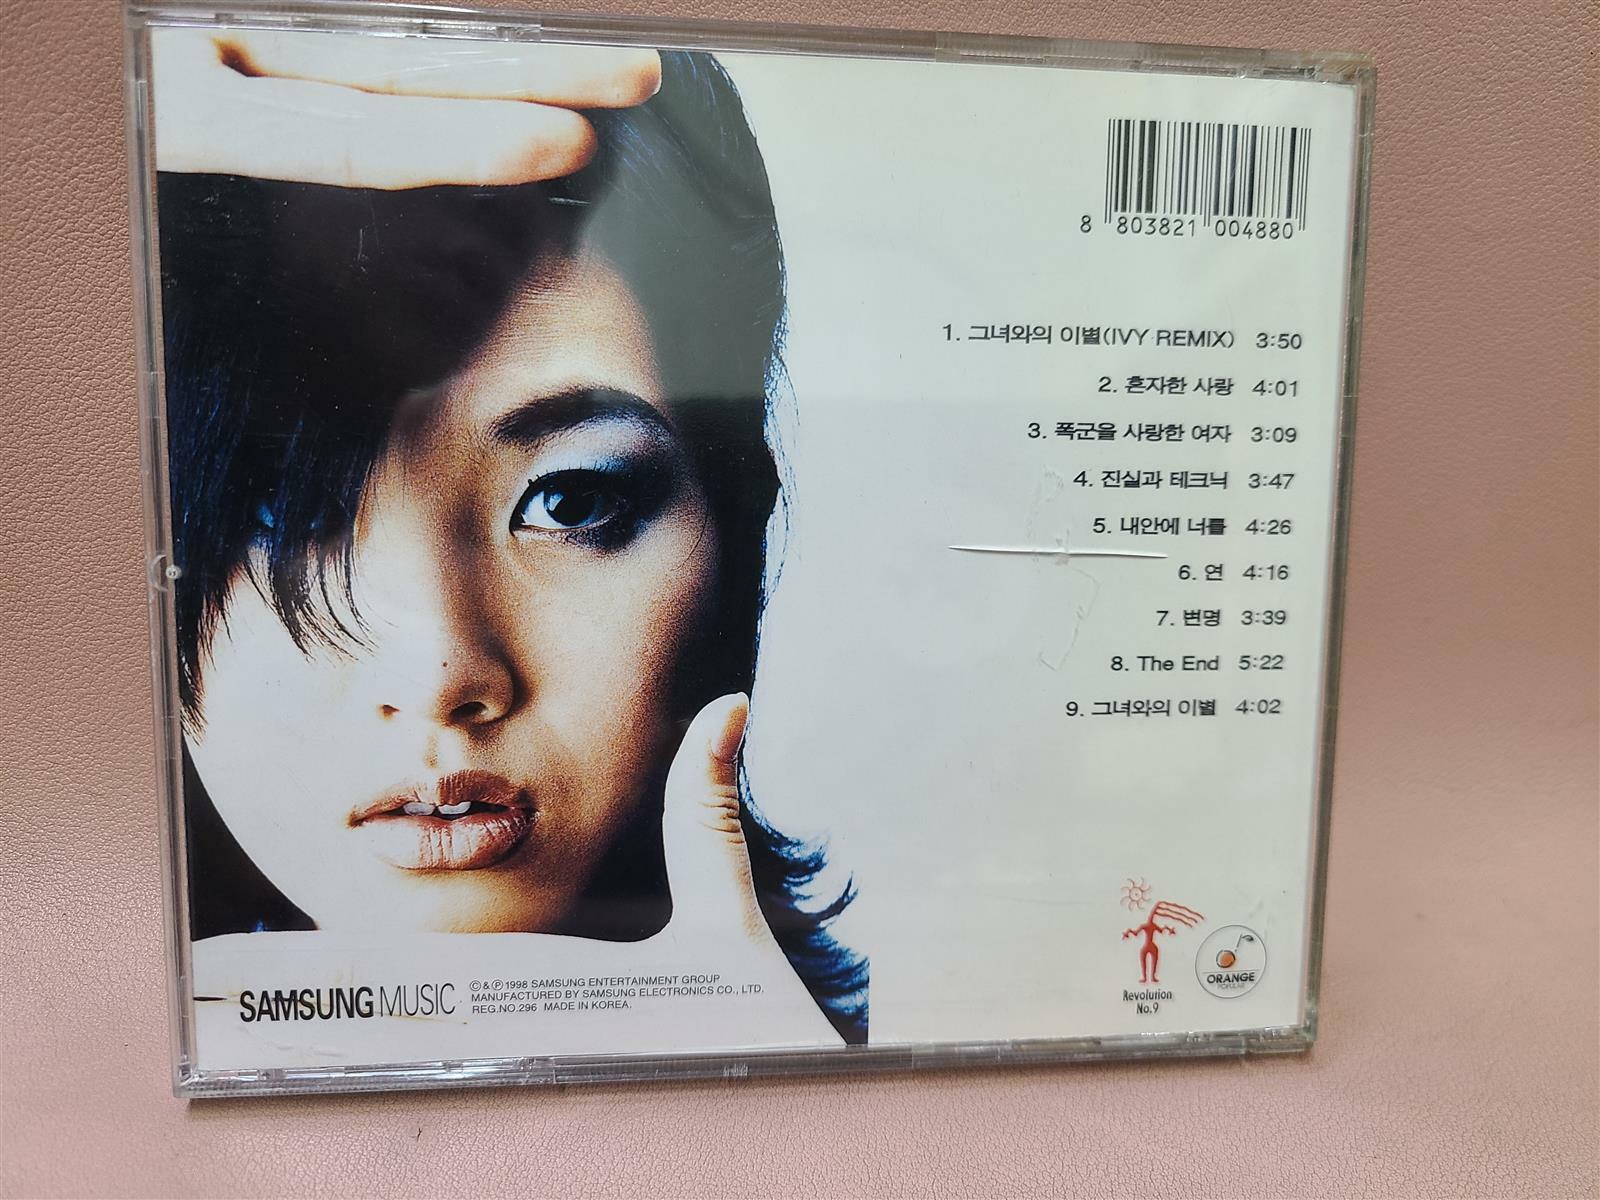 8 803821 004880
1. 그녀와의 이별(IVY REMIX) 3:50
2. 혼자한 사랑 4:01
3. 폭군을 사랑한 여자 3:09
4. 진실과 테크닉 3:47
5. 내안에 너를 4:26
6. 연 4:16
7. 변명 3:39
8. The End 5:22
9. 그녀와의 이별 4:02
Revolution
No.9
ORANGE
POPULAR
SAMSUNG MUSIC
© & ℗ 1998 SAMSUNG ENTERTAINMENT GROUP
MANUFACTURED BY SAMSUNG ELECTRONICS CO., LTD.
REG.NO.296 MADE IN KOREA.